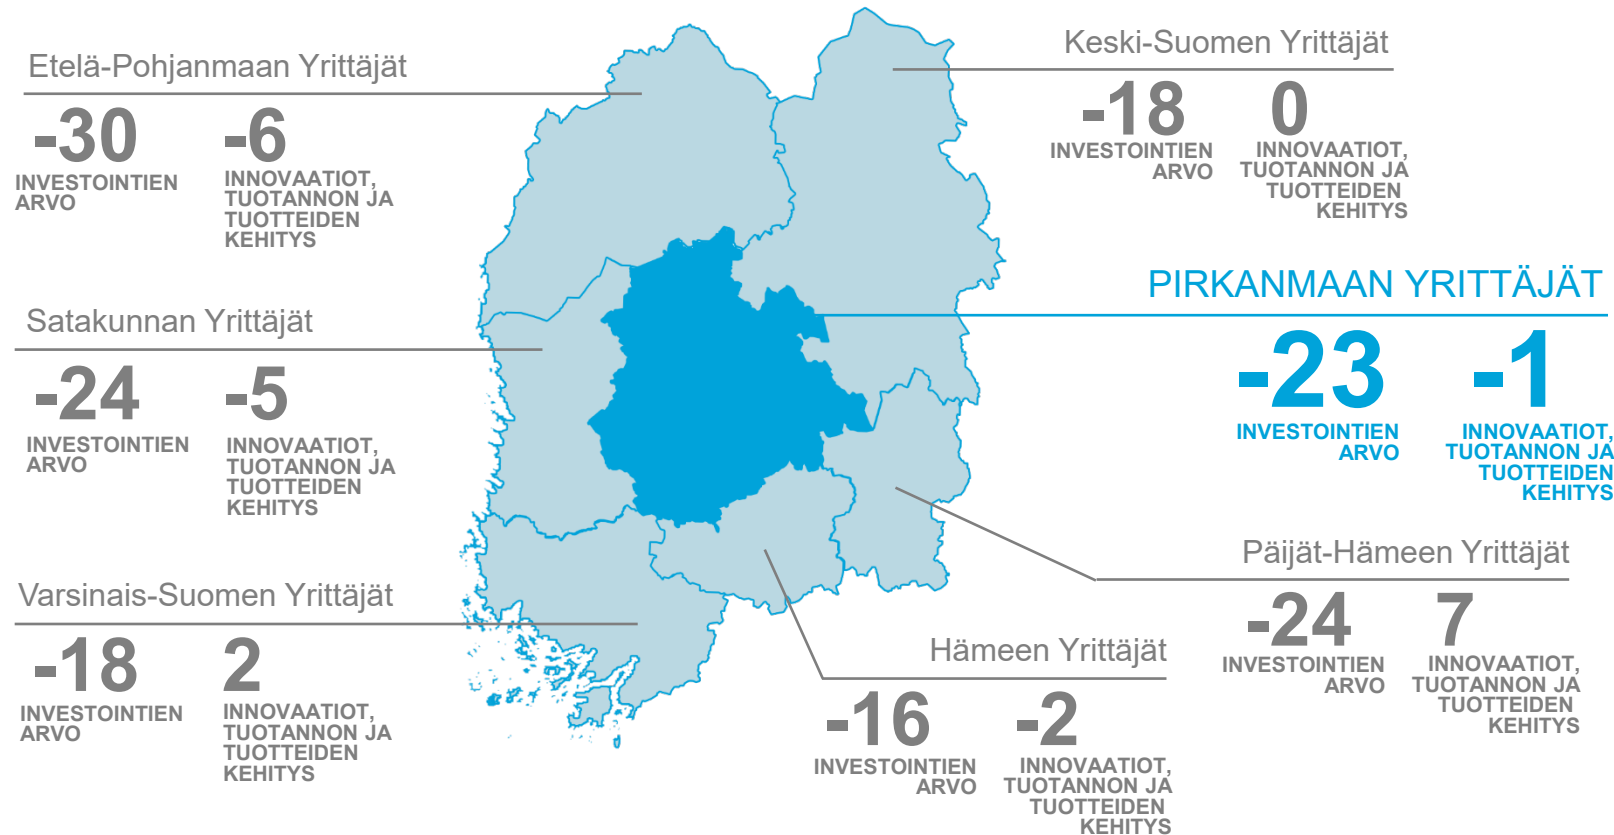 Etelä-Pohjanmaan Yrittäjät
-30
INVESTOINTIEN
ARVO
-6
INNOVAATIOT,
TUOTANNON JA
TUOTTEIDEN
KEHITYS
Keski-Suomen Yrittäjät
-18
INVESTOINTIEN
ARVO
0
INNOVAATIOT,
TUOTANNON JA
TUOTTEIDEN
KEHITYS
PIRKANMAAN YRITTÄJÄT
-23
INVESTOINTIEN
ARVO
-1
INNOVAATIOT,
TUOTANNON JA
TUOTTEIDEN
KEHITYS
Satakunnan Yrittäjät
-24
INVESTOINTIEN
ARVO
-5
INNOVAATIOT,
TUOTANNON JA
TUOTTEIDEN
KEHITYS
Päijät-Hämeen Yrittäjät
-24
INVESTOINTIEN
ARVO
7
INNOVAATIOT,
TUOTANNON JA
TUOTTEIDEN
KEHITYS
Varsinais-Suomen Yrittäjät
-18
INVESTOINTIEN
ARVO
2
INNOVAATIOT,
TUOTANNON JA
TUOTTEIDEN
KEHITYS
Hämeen Yrittäjät
-16
INVESTOINTIEN
ARVO
-2
INNOVAATIOT,
TUOTANNON JA
TUOTTEIDEN
KEHITYS